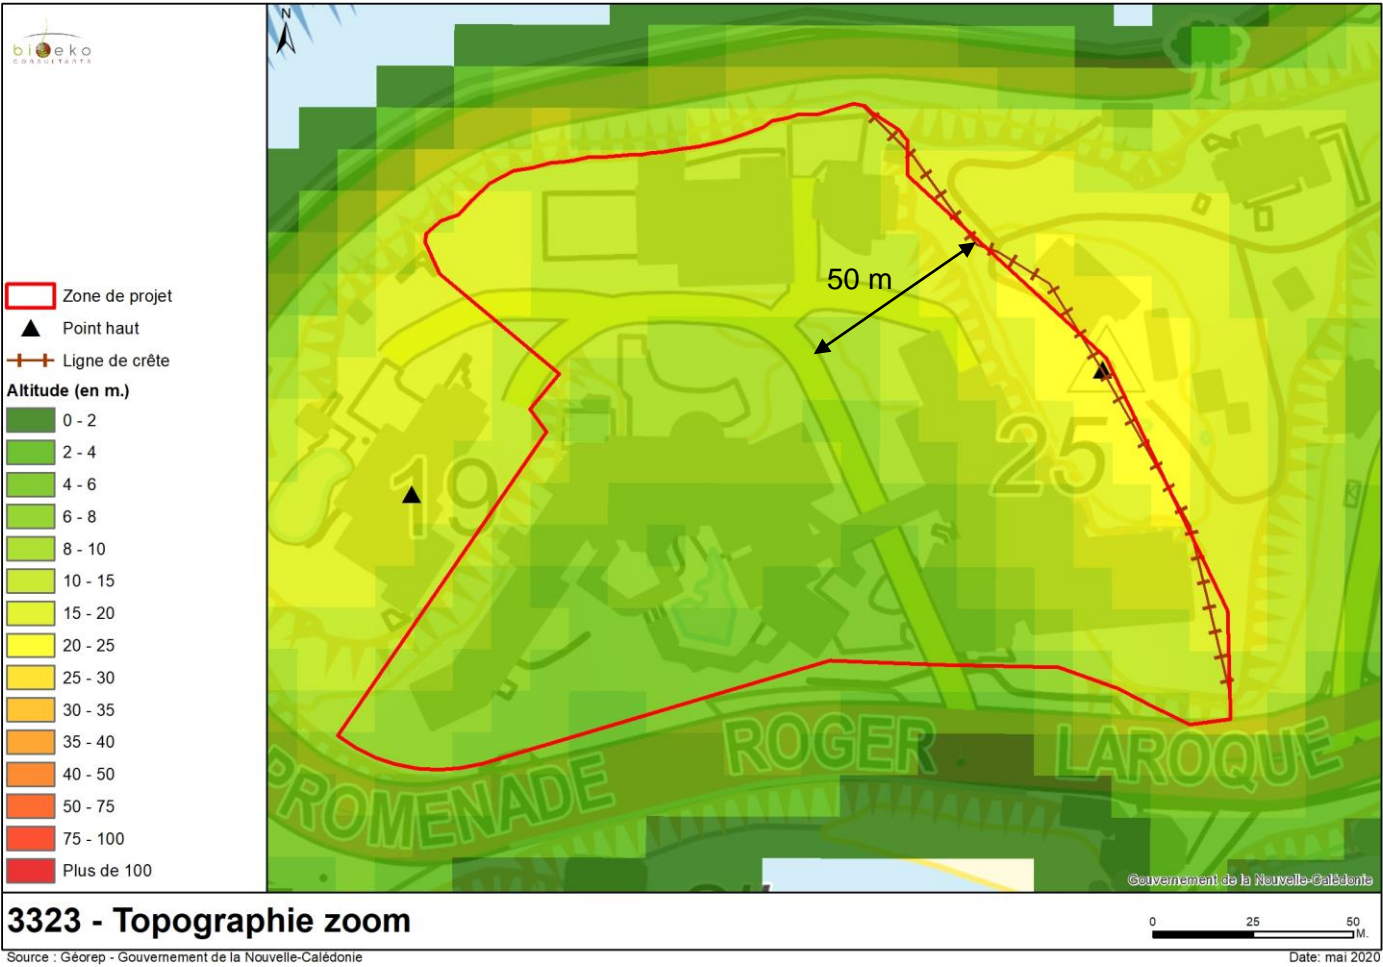 bioeko
CONSULTANTS
N
Zone de projet
Point haut
Ligne de crête
Altitude (en m.)
0 - 2
2 - 4
4 - 6
6 - 8
8 - 10
10 - 15
15 - 20
20 - 25
25 - 30
30 - 35
35 - 40
40 - 50
50 - 75
75 - 100
Plus de 100
50 m
19
25
PROMENADE ROGER LAROQUE
Gouvernement de la Nouvelle-Calédonie
3323 - Topographie zoom
0 25 50
M.
Source : Géorep - Gouvernement de la Nouvelle-Calédonie
Date: mai 2020